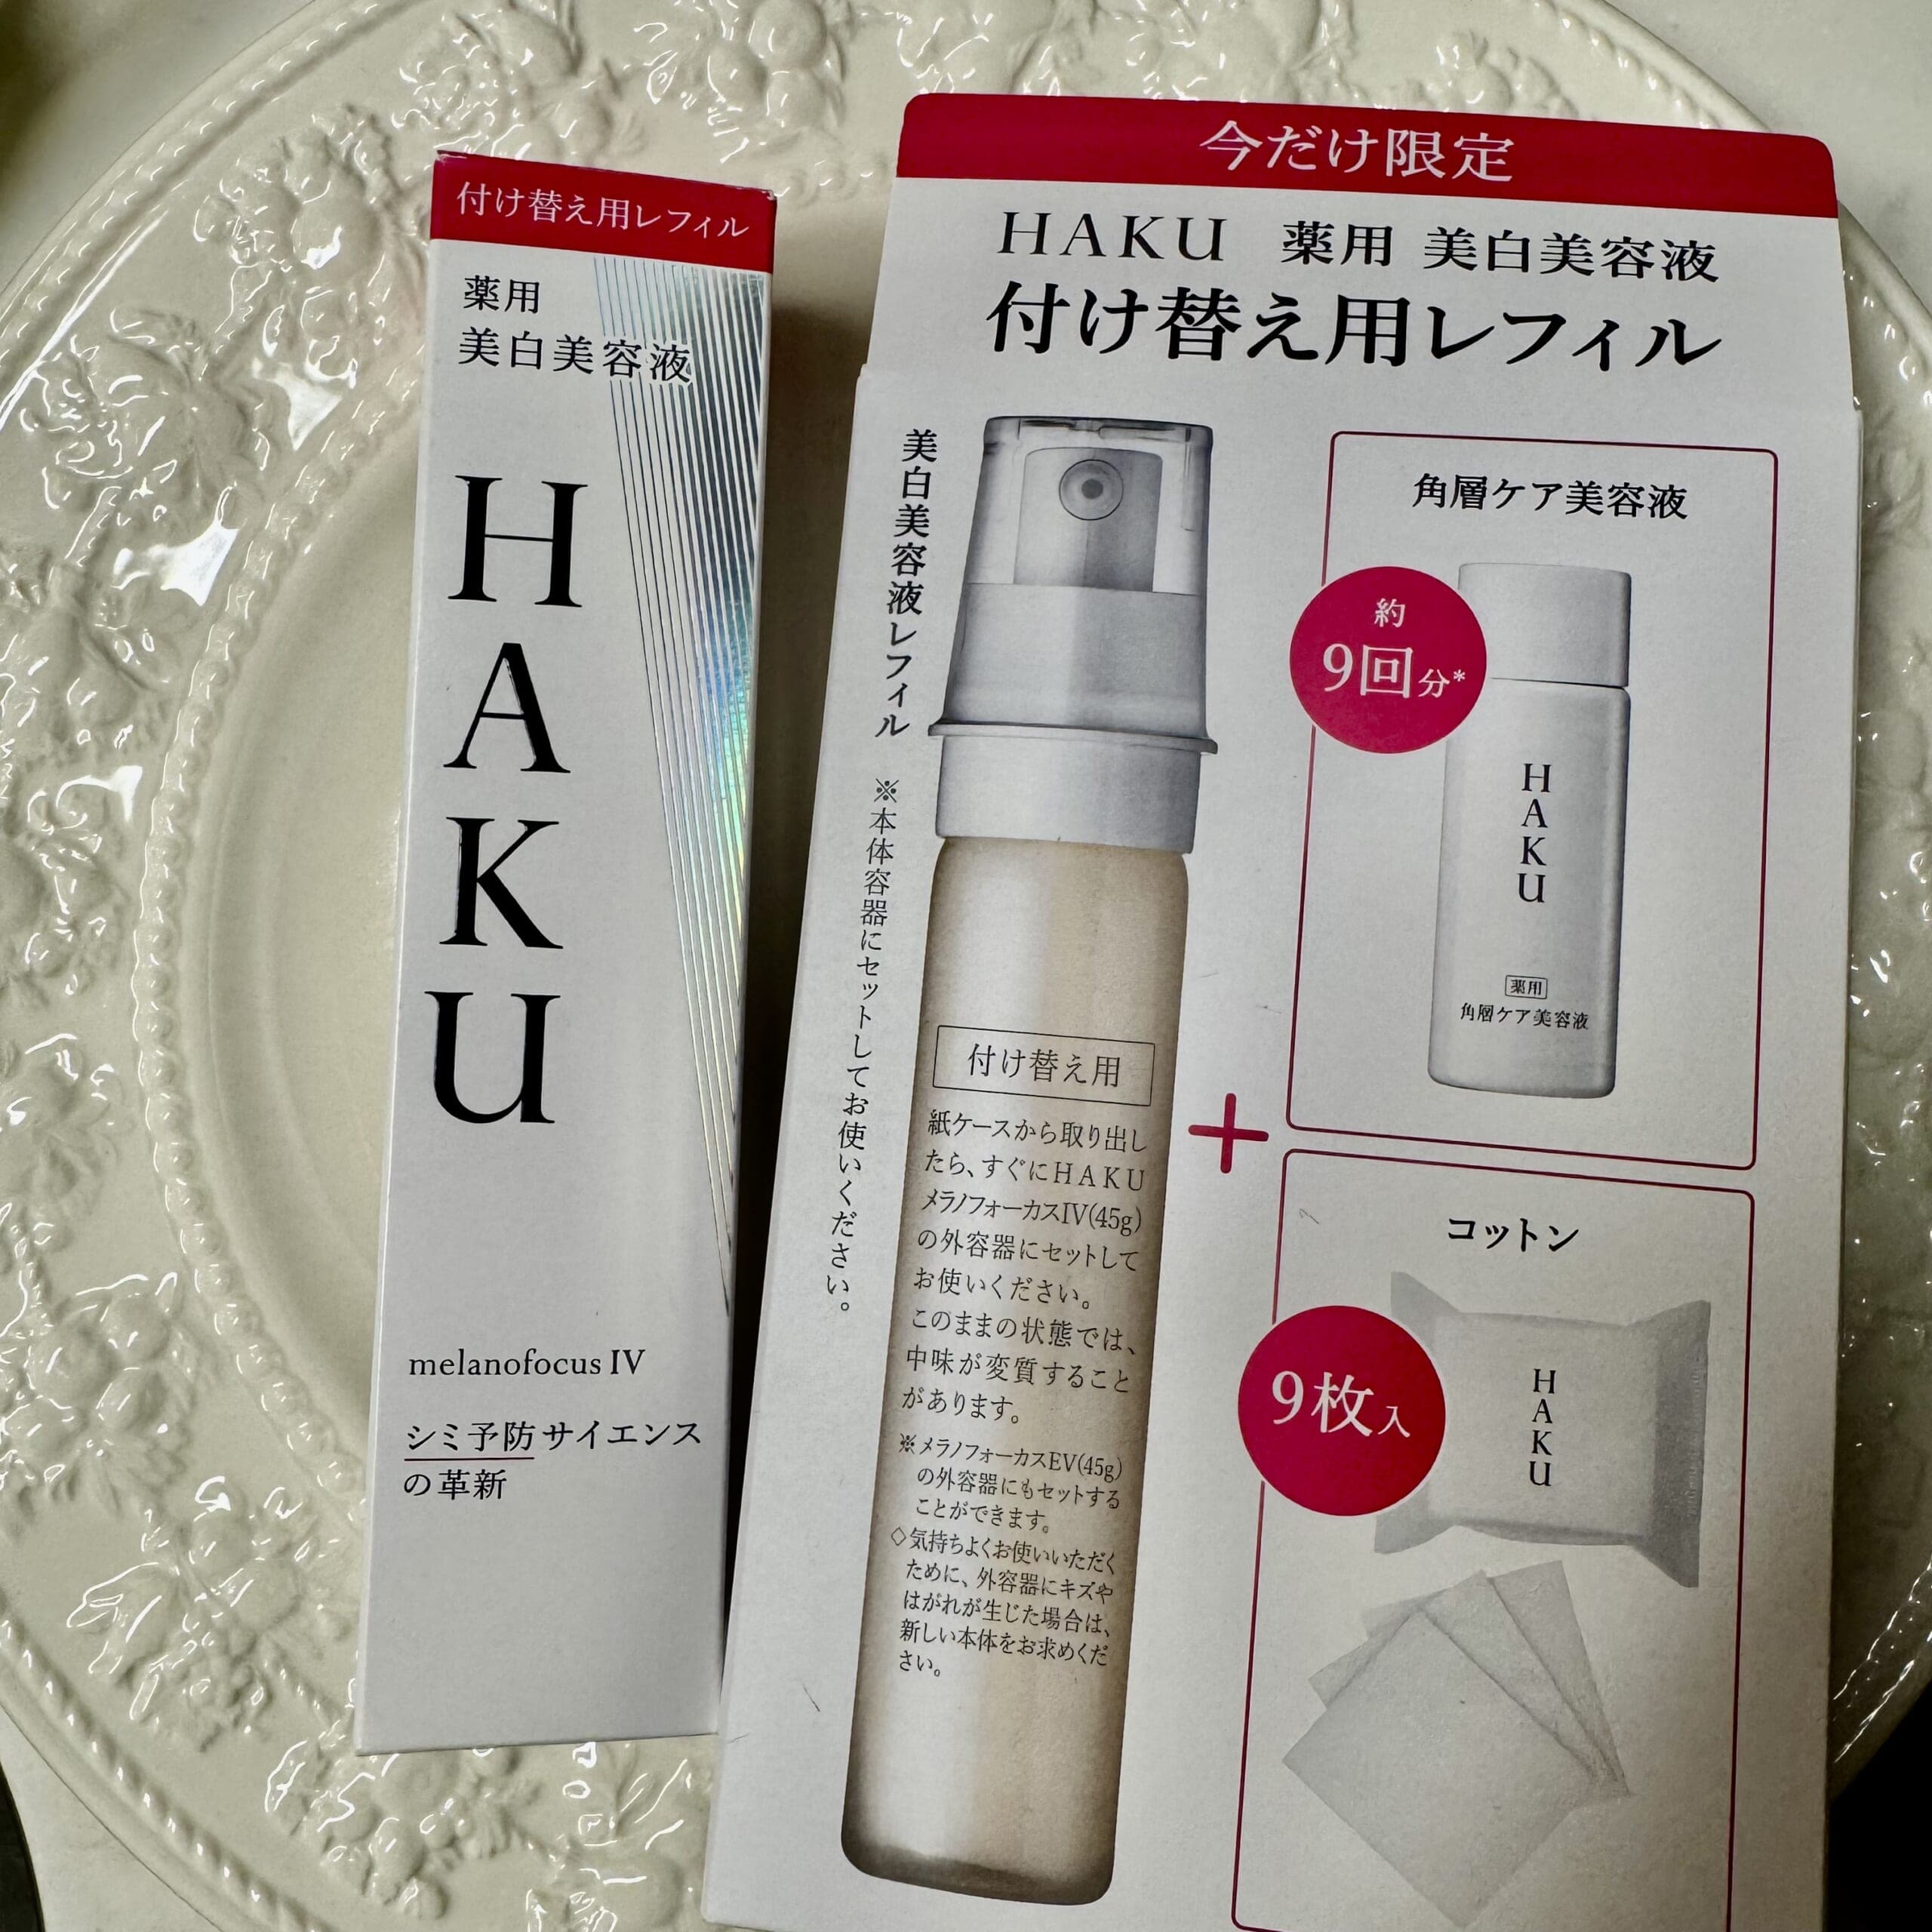 付け替え用レフィル
薬用
美白美容液
HAKU
melanofocus IV
シミ予防サイエンス
の革新
今だけ限定
HAKU 薬用 美白美容液
付け替え用レフィル
美白美容液レフィル ※本体容器にセットしてお使いください。
付け替え用
紙ケースから取り出し
たら、すぐにHAKU
メラノフォーカスIV(45g)
の外容器にセットして
お使いください。
このままの状態では、
中味が変質すること
があります。
※メラノフォーカスEV(45g)
の外容器にもセットする
ことができます。
◇気持ちよくお使いいただく
ために、外容器にキズや
はがれが生じた場合は、
新しい本体をお求めくだ
さい。
+
角層ケア美容液
約
9回分*
HAKU
薬用
角層ケア美容液
コットン
9枚入
HAKU